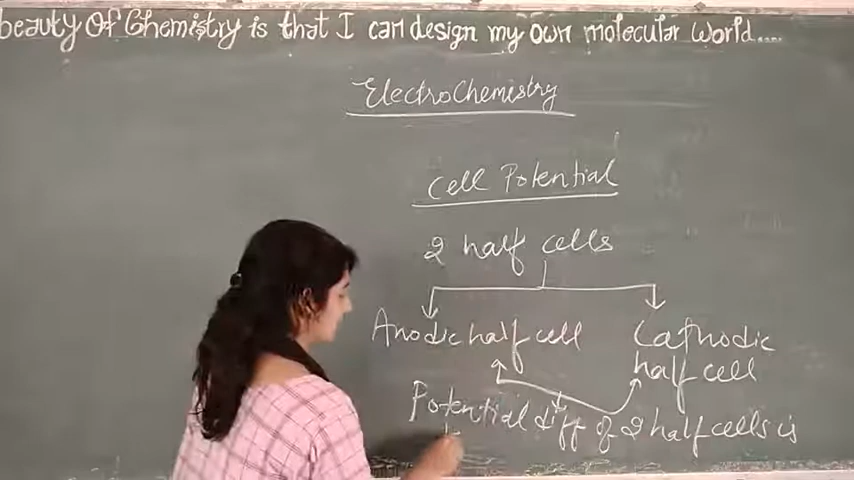 beauty Of Chemistry is that I can design my own molecular world....
ElectroChemistry
Cell Potential
2 half cells
Anodic half cell
Cathodic
half cell
Potential diff of 2 half cells is